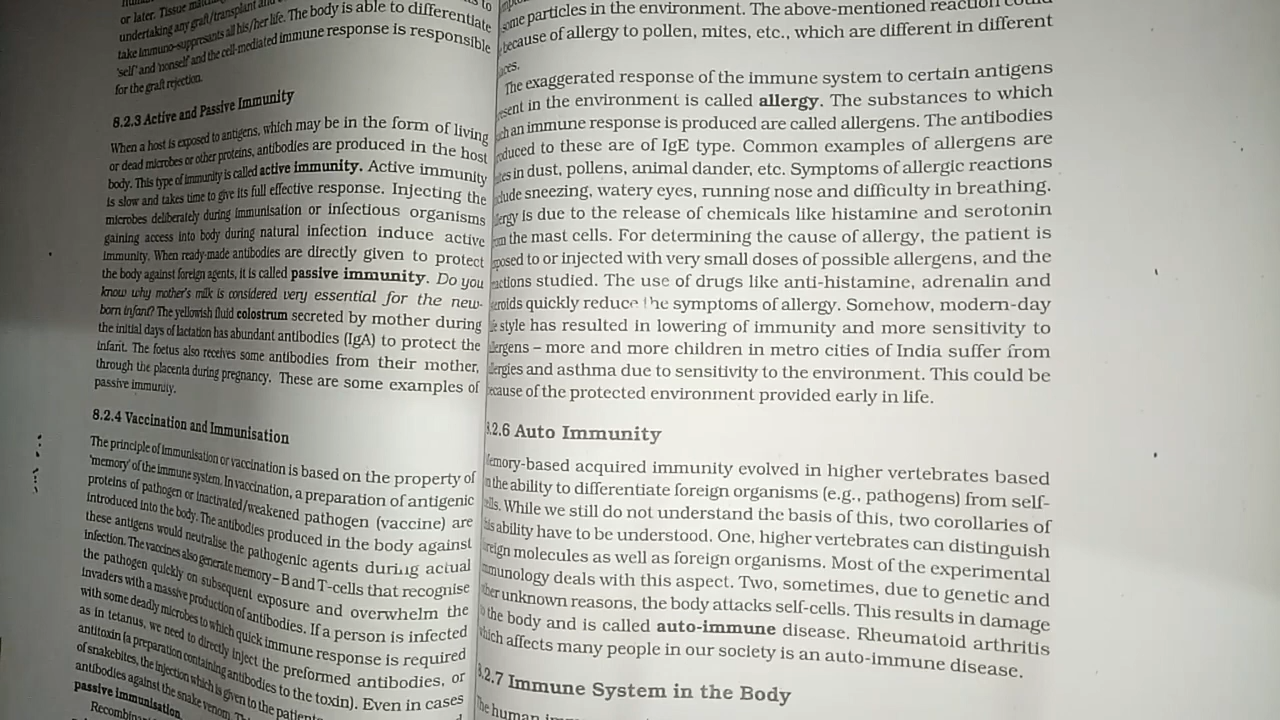 or later. Tissue
undertaking any graft/transplant and
take immuno-suppresants all his/her life. The body is able to differentiate
'self' and 'nonself' and the cell-mediated immune response is responsible
for the graft rejection.
8.2.3 Active and Passive Immunity
When a host is exposed to antigens, which may be in the form of living
or dead microbes or other proteins, antibodies are produced in the host
body. This type of immunity is called active immunity. Active immunity
is slow and takes time to give its full effective response. Injecting the
microbes deliberately during immunisation or infectious organisms
gaining access into body during natural infection induce active
immunity. When ready-made antibodies are directly given to protect
the body against foreign agents, it is called passive immunity. Do you
know why mother's milk is considered very essential for the new-
born infant? The yellowish fluid colostrum secreted by mother during
the initial days of lactation has abundant antibodies (IgA) to protect the
infant. The foetus also receives some antibodies from their mother,
through the placenta during pregnancy. These are some examples of
passive immunity.
8.2.4 Vaccination and Immunisation
The principle of immunisation or vaccination is based on the property of
'memory' of the immune system. In vaccination, a preparation of antigenic
proteins of pathogen or inactivated/weakened pathogen (vaccine) are
introduced into the body. The antibodies produced in the body against
these antigens would neutralise the pathogenic agents during actual
infection. The vaccines also generate memory – B and T-cells that recognise
the pathogen quickly on subsequent exposure and overwhelm the
invaders with a massive production of antibodies. If a person is infected
with some deadly microbes to which quick immune response is required
as in tetanus, we need to directly inject the preformed antibodies, or
antitoxin (a preparation containing antibodies to the toxin). Even in cases
of snakebites, the injection which is given to the patients
antibodies against the snake venom.
passive immunisation.
some particles in the environment. The above-mentioned reaction could
because of allergy to pollen, mites, etc., which are different in different
The exaggerated response of the immune system to certain antigens
in the environment is called allergy. The substances to which
an immune response is produced are called allergens. The antibodies
to these are of IgE type. Common examples of allergens are
in dust, pollens, animal dander, etc. Symptoms of allergic reactions
sneezing, watery eyes, running nose and difficulty in breathing.
is due to the release of chemicals like histamine and serotonin
the mast cells. For determining the cause of allergy, the patient is
to or injected with very small doses of possible allergens, and the
studied. The use of drugs like anti-histamine, adrenalin and
quickly reduce the symptoms of allergy. Somehow, modern-day
style has resulted in lowering of immunity and more sensitivity to
– more and more children in metro cities of India suffer from
and asthma due to sensitivity to the environment. This could be
of the protected environment provided early in life.
8.2.6 Auto Immunity
Memory-based acquired immunity evolved in higher vertebrates based
the ability to differentiate foreign organisms (e.g., pathogens) from self-
While we still do not understand the basis of this, two corollaries of
ability have to be understood. One, higher vertebrates can distinguish
molecules as well as foreign organisms. Most of the experimental
deals with this aspect. Two, sometimes, due to genetic and
unknown reasons, the body attacks self-cells. This results in damage
the body and is called auto-immune disease. Rheumatoid arthritis
which affects many people in our society is an auto-immune disease.
8.2.7 Immune System in the Body
The human